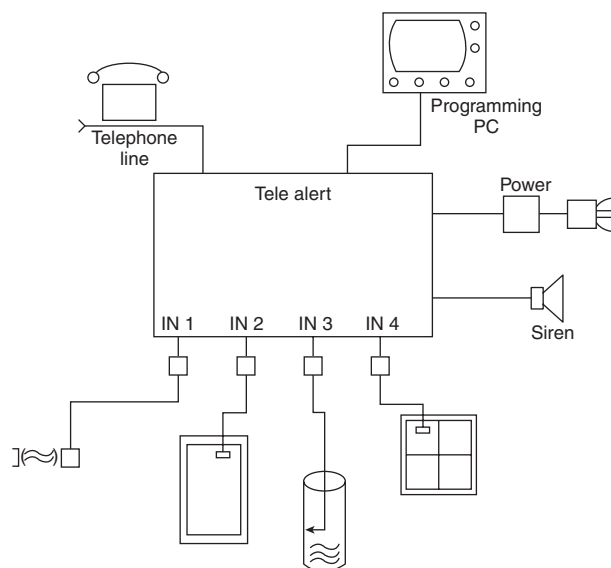 Programming
PC
Telephone
line
Tele alert
Power
IN 1
IN 2
IN 3
IN 4
Siren